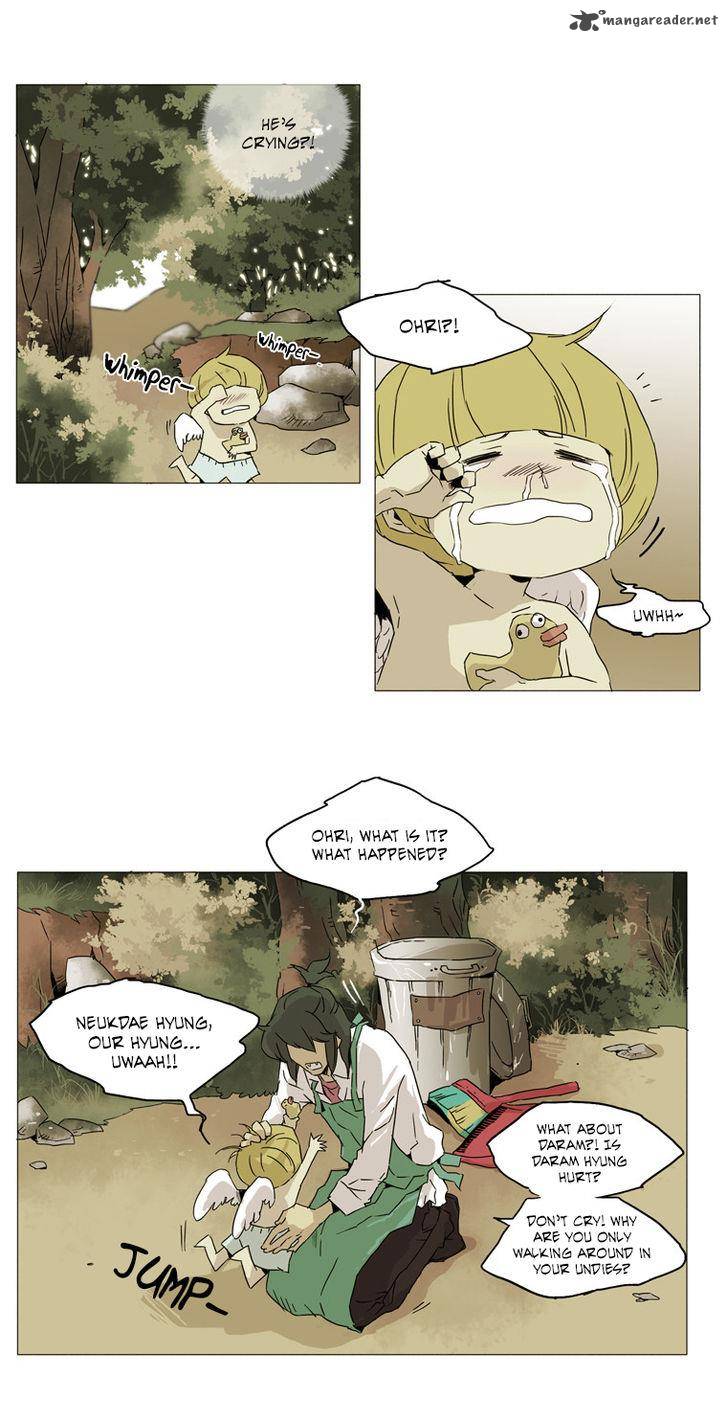 mangareader.net
HE'S
CRYING?!
Whimper-
Whimper-
OHRI?!
UWHH~
OHRI, WHAT IS IT?
WHAT HAPPENED?
NEUKDAE HYUNG,
OUR HYUNG...
UWAAH!!
WHAT ABOUT
DARAM?! IS
DARAM HYUNG
HURT?
DON'T CRY! WHY
ARE YOU ONLY
WALKING AROUND IN
YOUR UNDIES?
JUMP-